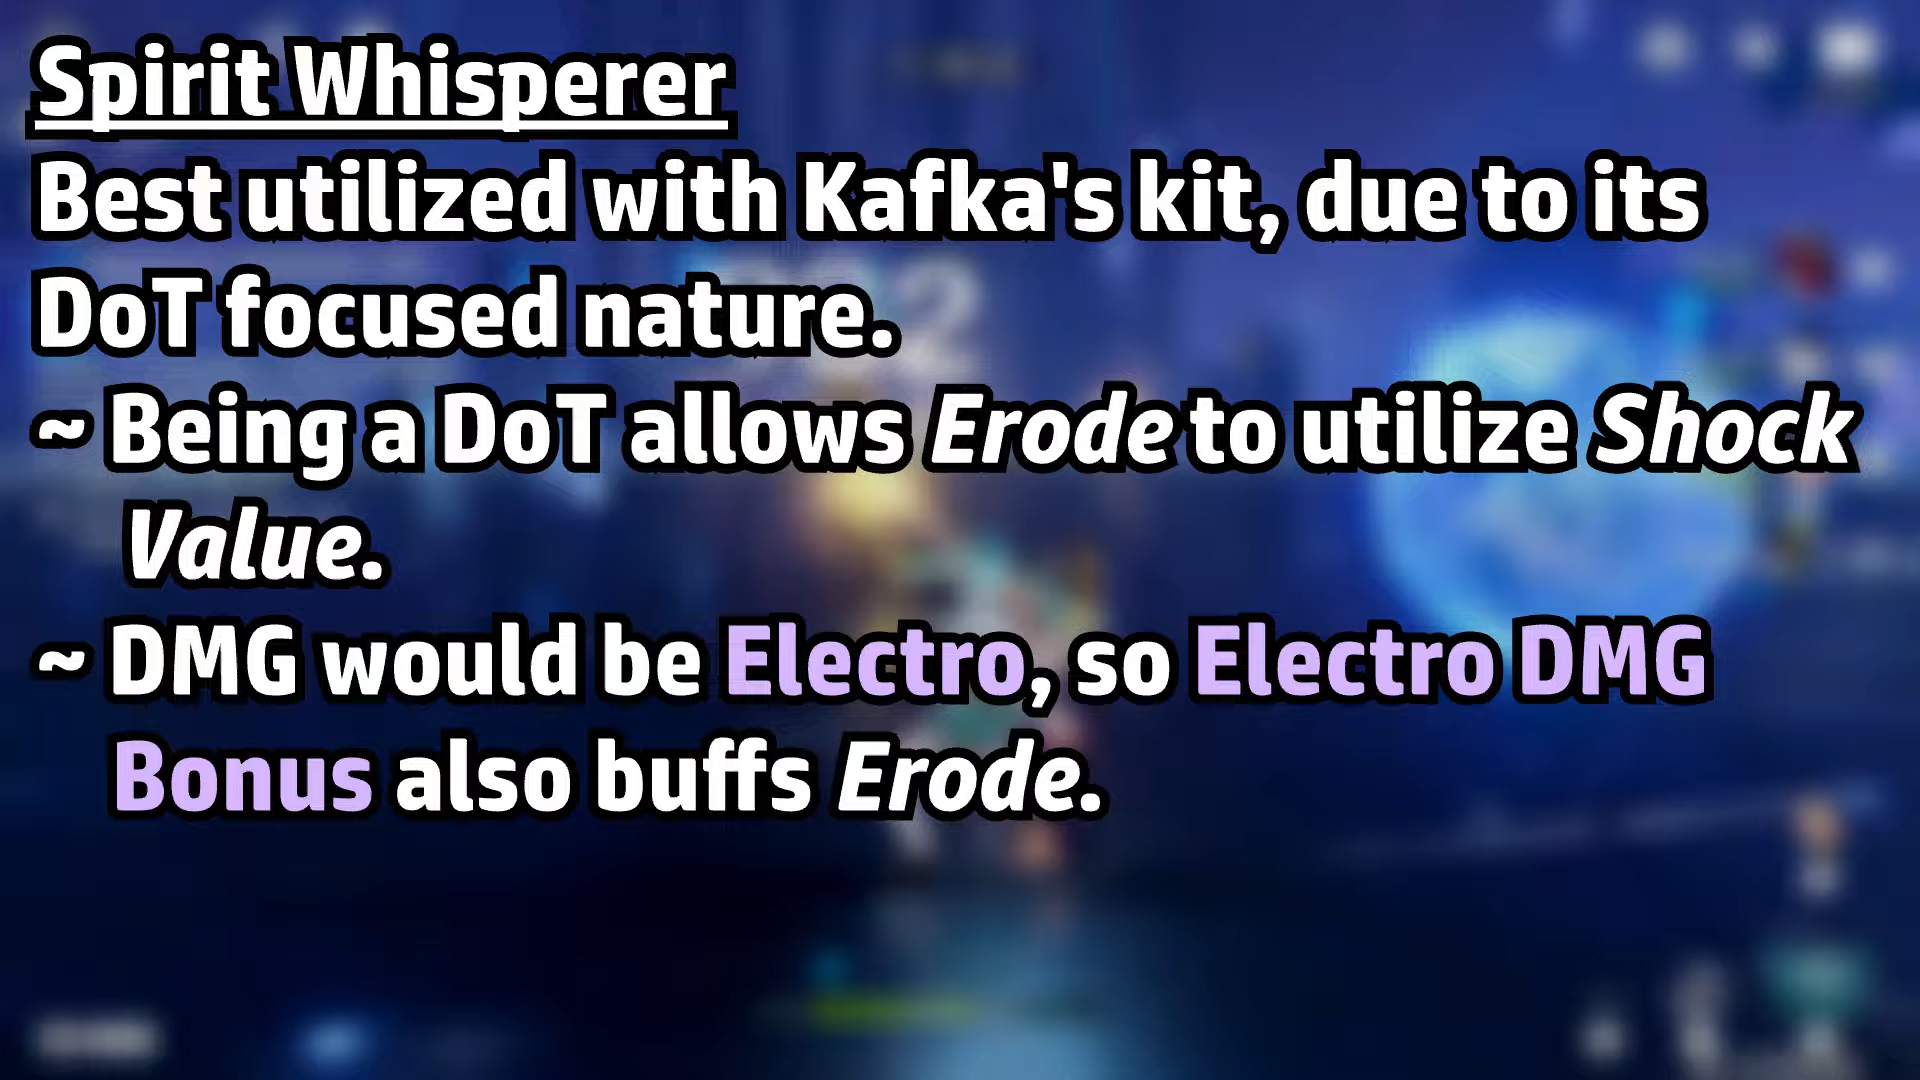 Spirit Whisperer
Best utilized with Kafka's kit, due to its
DoT focused nature.
~ Being a DoT allows Erode to utilize Shock
Value.
~ DMG would be Electro, so Electro DMG
Bonus also buffs Erode.